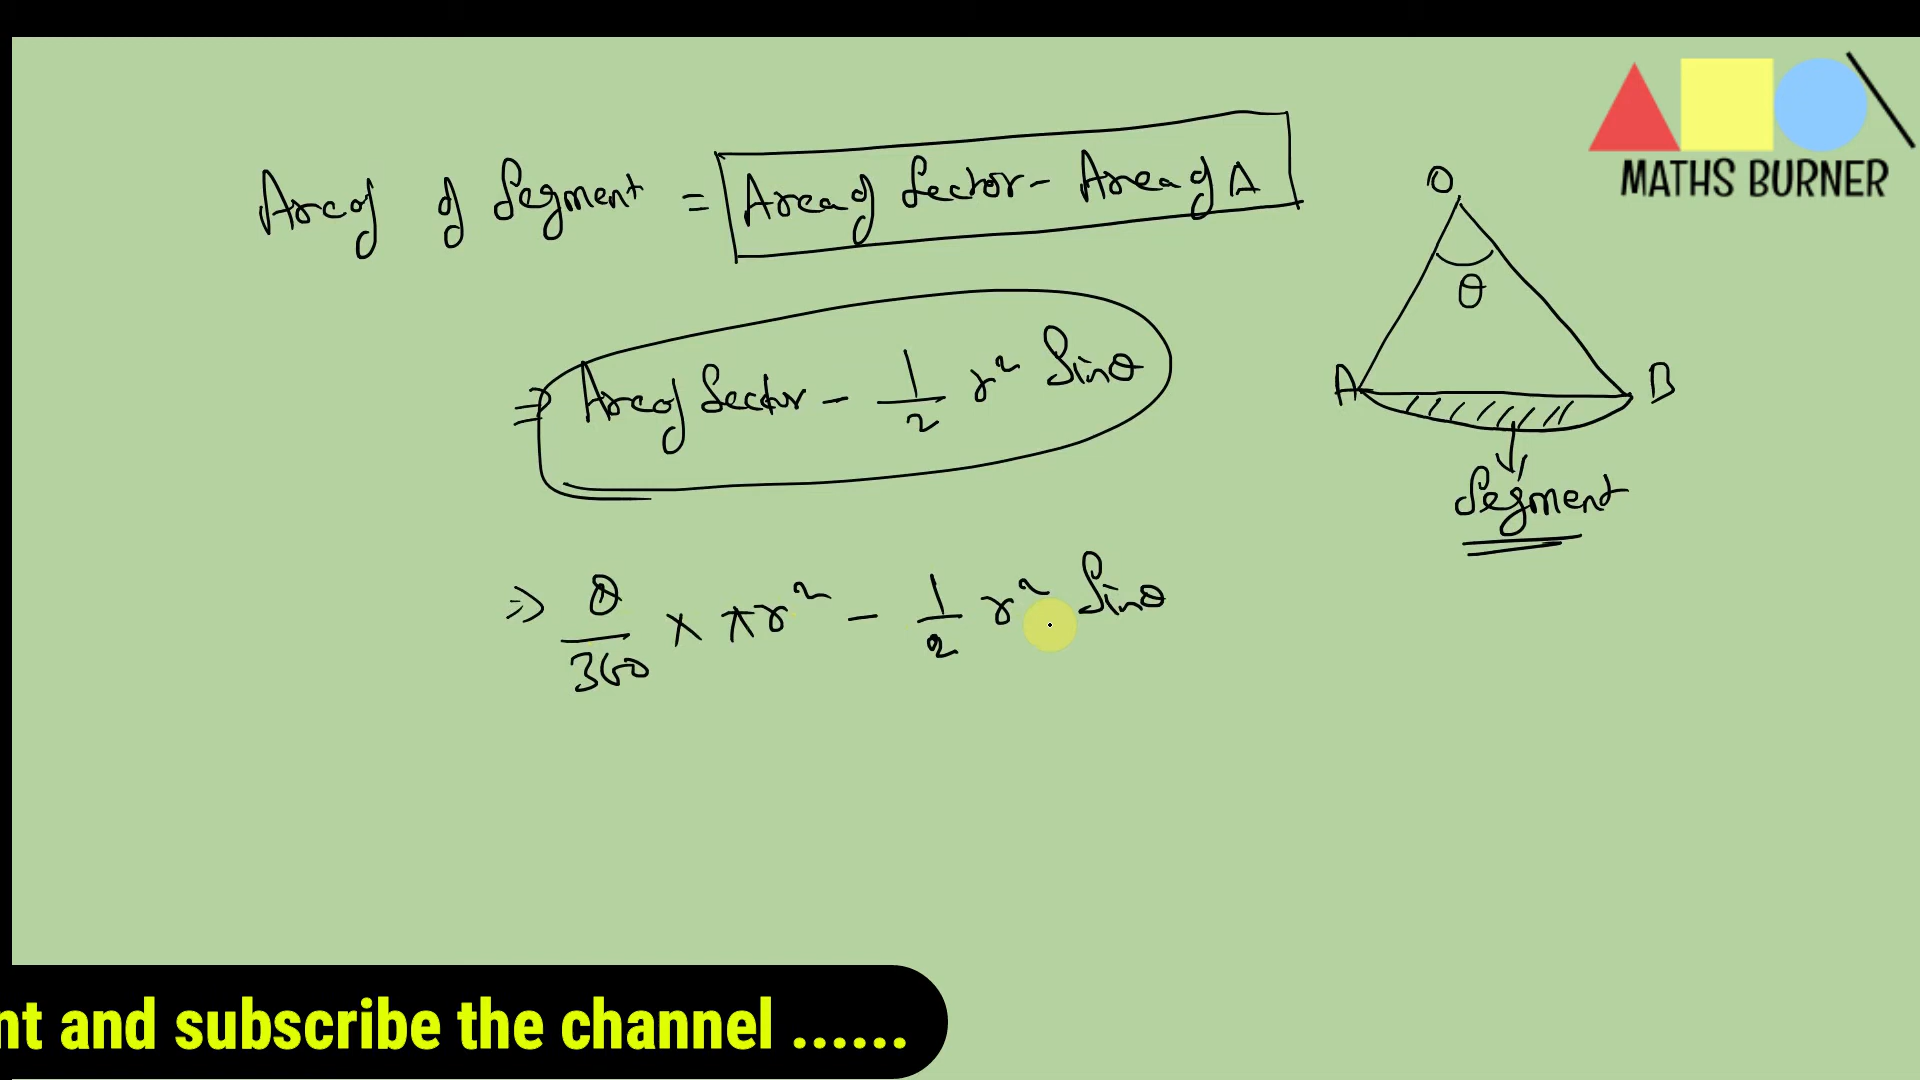 MATHS BURNER
Area of Segment = Area of Sector - Area of Δ
⇒ Area of Sector - 1/2 r² Sinθ
⇒ θ/360 × πr² - 1/2 r² Sinθ
O
θ
A B
Segment
nt and subscribe the channel ......